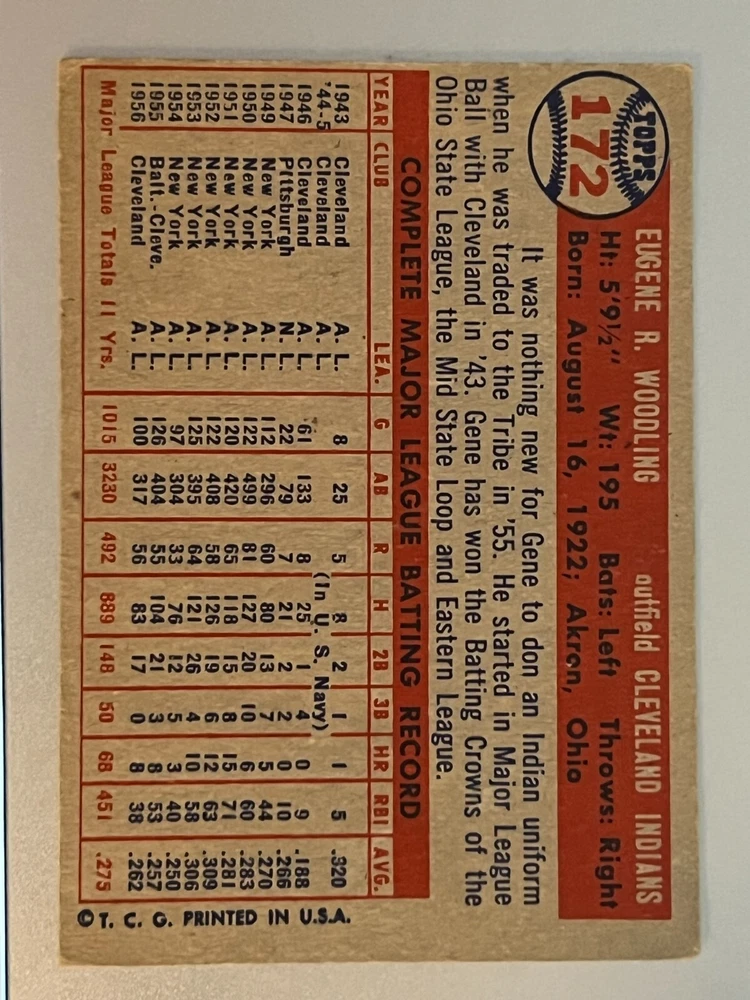 TOPPS
172
EUGENE R. WOODLING outfield CLEVELAND INDIANS
Ht: 5'9½" Wt: 195 Bats: Left Throws: Right
Born: August 16, 1922; Akron, Ohio
It was nothing new for Gene to don an Indian uniform
when he was traded to the Tribe in '55. He started in Major League
Ball with Cleveland in '43. Gene has won the Batting Crowns of the
Ohio State League, the Mid State Loop and Eastern League.
COMPLETE MAJOR LEAGUE BATTING RECORD
YEAR CLUB LEA. G AB R H 2B 3B HR RBI AVG.
1943 Cleveland A. L. 8 25 5 8 2 1 1 5 .320
'44-5 Cleveland A. L. (In U. S. Navy)
1946 Cleveland A. L. 61 133 8 25 1 4 0 9 .188
1947 Pittsburgh N. L. 22 79 7 21 2 2 0 10 .266
1949 New York A. L. 112 296 60 80 13 7 5 44 .270
1950 New York A. L. 122 499 81 127 20 10 6 60 .283
1951 New York A. L. 120 420 65 118 15 8 15 71 .281
1952 New York A. L. 122 408 58 126 19 6 12 63 .309
1953 New York A. L. 125 395 64 121 26 4 10 58 .306
1954 New York A. L. 97 304 33 76 12 5 3 40 .250
1955 Balt.-Cleve. A. L. 126 404 55 104 21 3 8 53 .257
1956 Cleveland A. L. 100 317 56 83 17 0 8 38 .262
Major League Totals 11 Yrs. 1015 3230 492 889 148 50 68 451 .275
© T. C. G. PRINTED IN U.S.A.